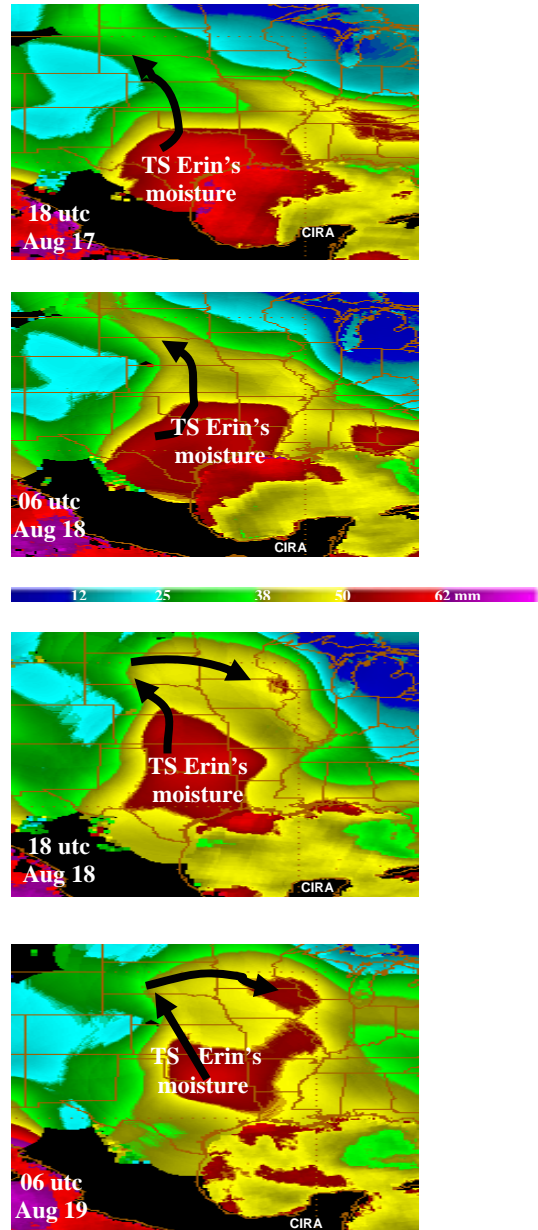 TS Erin’s
moisture
18 utc
Aug 17
CIRA
TS Erin’s
moisture
06 utc
Aug 18
CIRA
12 25 38 50 62 mm
TS Erin’s
moisture
18 utc
Aug 18
CIRA
TS Erin’s
moisture
06 utc
Aug 19
CIRA